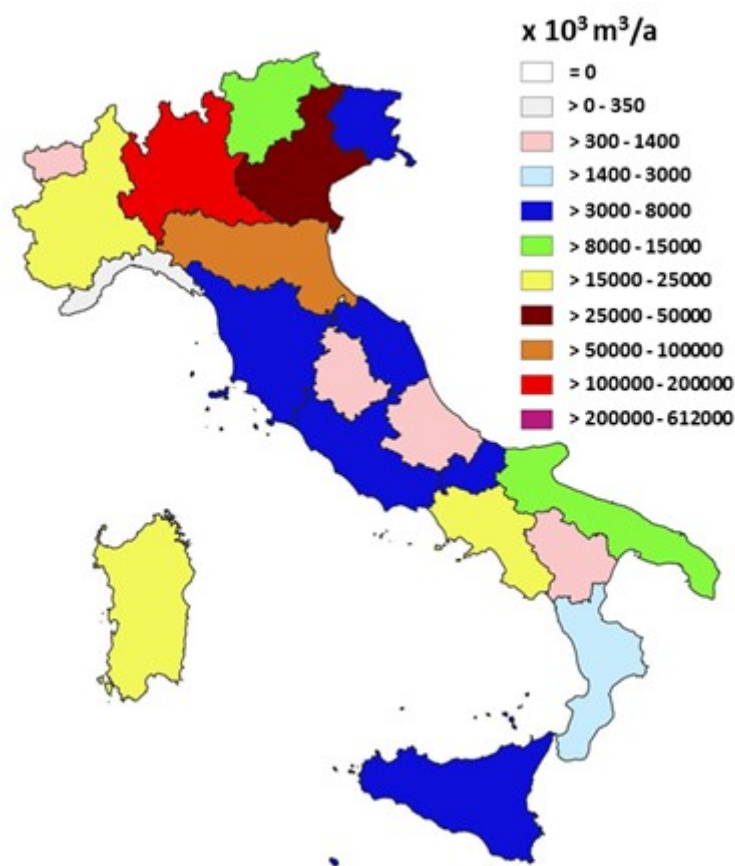 x 10³ m³/a
= 0
> 0 - 350
> 300 - 1400
> 1400 - 3000
> 3000 - 8000
> 8000 - 15000
> 15000 - 25000
> 25000 - 50000
> 50000 - 100000
> 100000 - 200000
> 200000 - 612000